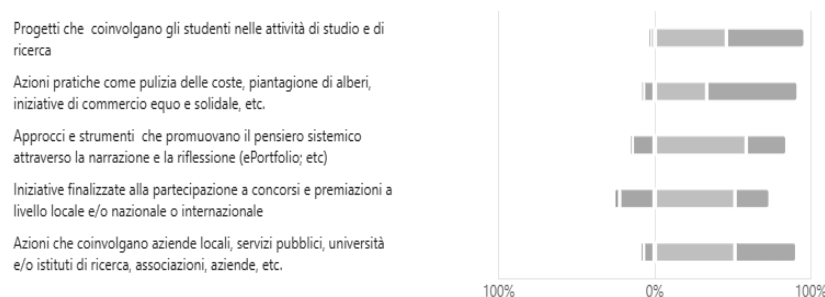 Progetti che  coinvolgano gli studenti nelle attività di studio e di
ricerca
Azioni pratiche come pulizia delle coste, piantagione di alberi,
iniziative di commercio equo e solidale, etc.
Approcci e strumenti  che promuovano il pensiero sistemico
attraverso la narrazione e la riflessione (ePortfolio; etc)
Iniziative finalizzate alla partecipazione a concorsi e premiazioni a
livello locale e/o nazionale o internazionale
Azioni che coinvolgano aziende locali, servizi pubblici, università
e/o istituti di ricerca, associazioni, aziende, etc.
100% 0% 100%